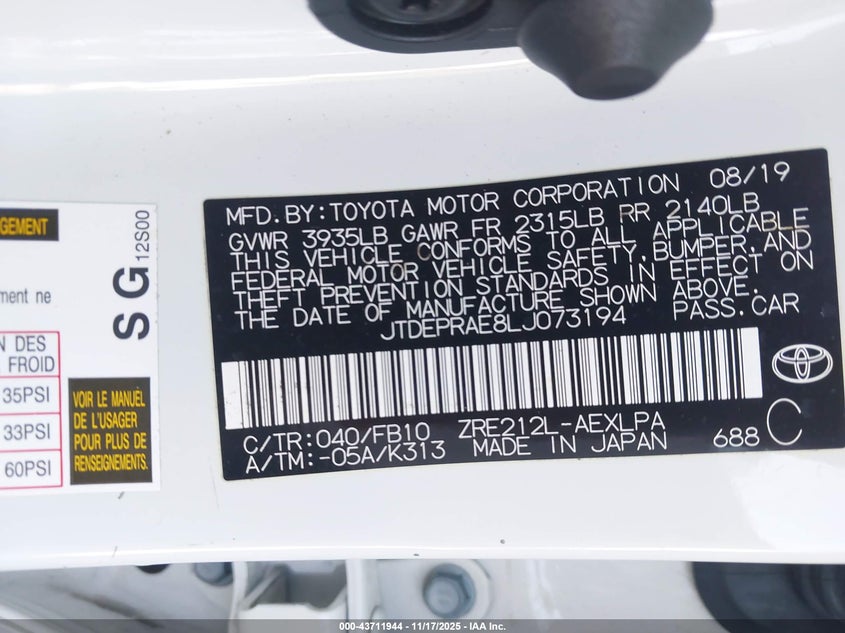 GEMENT
ment ne
N DES
FROID
35PSI
33PSI
60PSI
SG 12S00
VOIR LE MANUEL
DE L'USAGER
POUR PLUS DE
RENSEIGNEMENTS.
MFD.BY:TOYOTA MOTOR CORPORATION 08/19
GVWR 3935LB GAWR FR 2315LB RR 2140LB
THIS VEHICLE CONFORMS TO ALL APPLICABLE
FEDERAL MOTOR VEHICLE SAFETY,BUMPER,AND
THEFT PREVENTION STANDARDS IN EFFECT ON
THE DATE OF MANUFACTURE SHOWN ABOVE.
JTDEPRAE8LJ073194 PASS.CAR
C/TR:040/FB10 ZRE212L-AEXLPA
A/TM:-05A/K313 MADE IN JAPAN 688 C
000-43711944 - 11/17/2025 - IAA Inc.